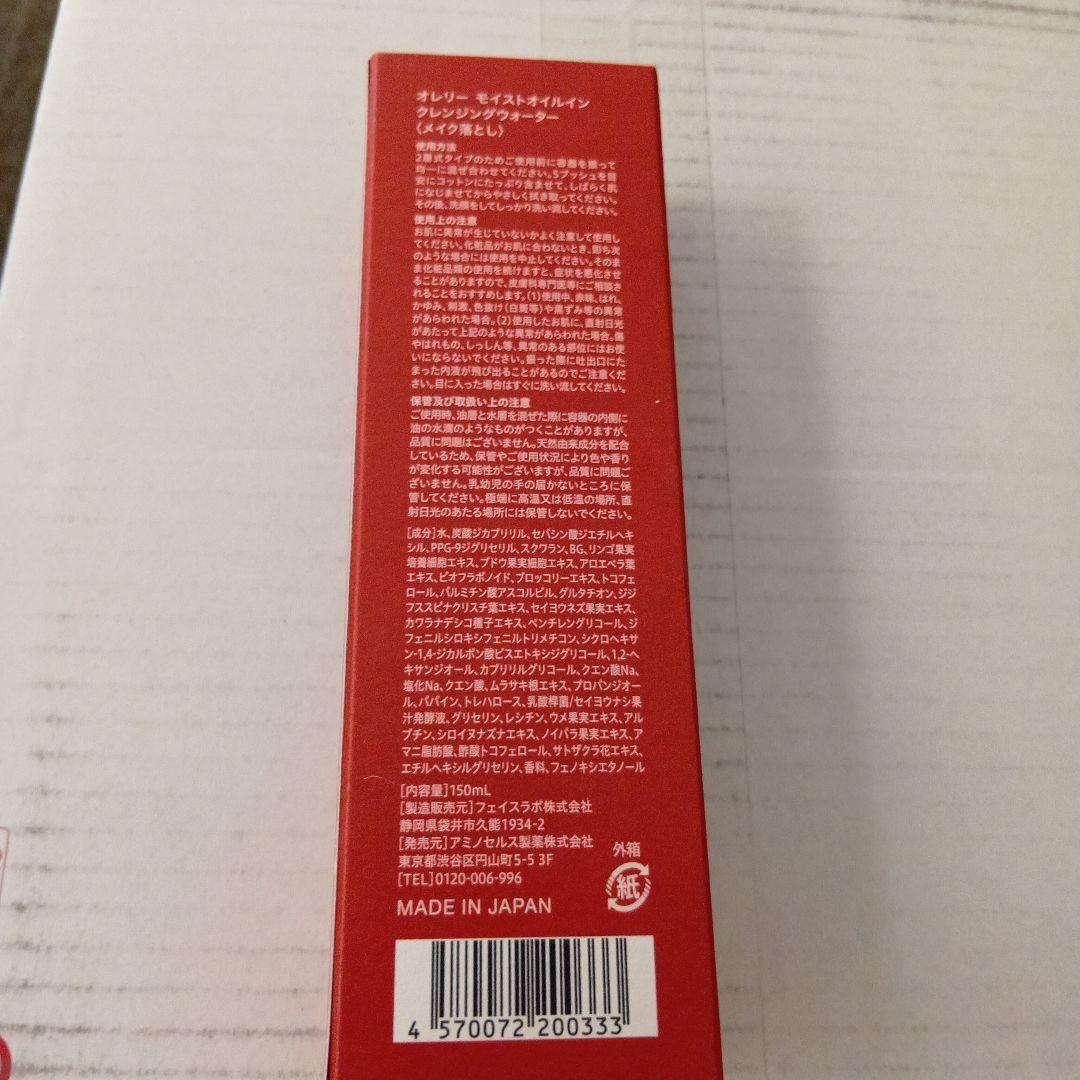 オレリー モイストオイルイン
クレンジングウォーター
〈メイク落とし〉
使用方法
2層式タイプのためご使用前に容器を振って
均一に混ぜ合わせてください。5プッシュを目
安にコットンにたっぷり含ませて、しばらく肌
になじませてからやさしく拭き取ってください。
その後、洗顔をしてしっかり洗い流してください。
使用上の注意
お肌に異常が生じていないかよく注意して使用し
てください。化粧品がお肌に合わないとき、即ち次
のような場合には使用を中止してください。そのま
ま化粧品類の使用を続けますと、症状を悪化させ
ることがありますので、皮膚科専門医等にご相談さ
れることをおすすめします。(1)使用中、赤味、はれ、
かゆみ、刺激、色抜け(白斑等)や黒ずみ等の異常
があらわれた場合。(2)使用したお肌に、直射日光
があたって上記のような異常があらわれた場合。傷
やはれもの、しっしん等、異常のある部位にはお使
いにならないでください。振った際に吐出口にた
まった内液が飛び出ることがあるのでご注意くだ
さい。目に入った場合はすぐに洗い流してください。
保管及び取扱い上の注意
ご使用時、油層と水層を混ぜた際に容器の内側に
油の水滴のようなものがつくことがありますが、
品質に問題はございません。天然由来成分を配合
しているため、保管やご使用状況により色や香り
が変化する可能性がございますが、品質に問題ご
ざいません。乳幼児の手の届かないところに保
管してください。極端に高温又は低温の場所、直
射日光のあたる場所には保管しないでください。
[成分]水、炭酸ジカプリリル、セバシン酸ジエチルヘキ
シル、PPG-9ジグリセリル、スクワラン、BG、リンゴ果実
培養細胞エキス、ブドウ果実細胞エキス、アロエベラ葉
エキス、ビオフラボノイド、ブロッコリーエキス、トコフェ
ロール、パルミチン酸アスコルビル、グルタチオン、ジジ
フススピナクリスチ葉エキス、セイヨウネズ果実エキス、
カワラナデシコ種子エキス、ペンチレングリコール、ジ
フェニルシロキシフェニルトリメチコン、シクロヘキサ
ン-1,4-ジカルボン酸ビスエトキシジグリコール、1,2-ヘ
キサンジオール、カプリリルグリコール、クエン酸Na、
塩化Na、クエン酸、ムラサキ根エキス、プロパンジオー
ル、パパイン、トレハロース、乳酸桿菌/セイヨウナシ果
汁発酵液、グリセリン、レシチン、ウメ果実エキス、アル
ブチン、シロイヌナズナエキス、ノイバラ果実エキス、ア
マニ脂肪酸、酢酸トコフェロール、サトザクラ花エキス、
エチルヘキシルグリセリン、香料、フェノキシエタノール
[内容量]150mL
[製造販売元]フェイスラボ株式会社
静岡県袋井市久能1934-2
[発売元]アミノセルス製薬株式会社
東京都渋谷区円山町5-5 3F
[TEL]0120-006-996
外箱
紙
MADE IN JAPAN
4 570072 200333